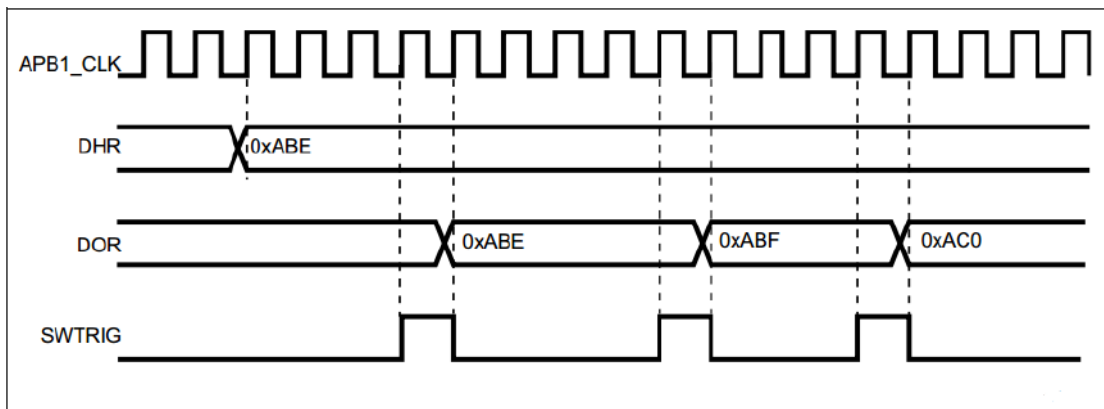 APB1_CLK
DHR
0xABE
DOR
0xABE
0xABF
0xAC0
SWTRIG